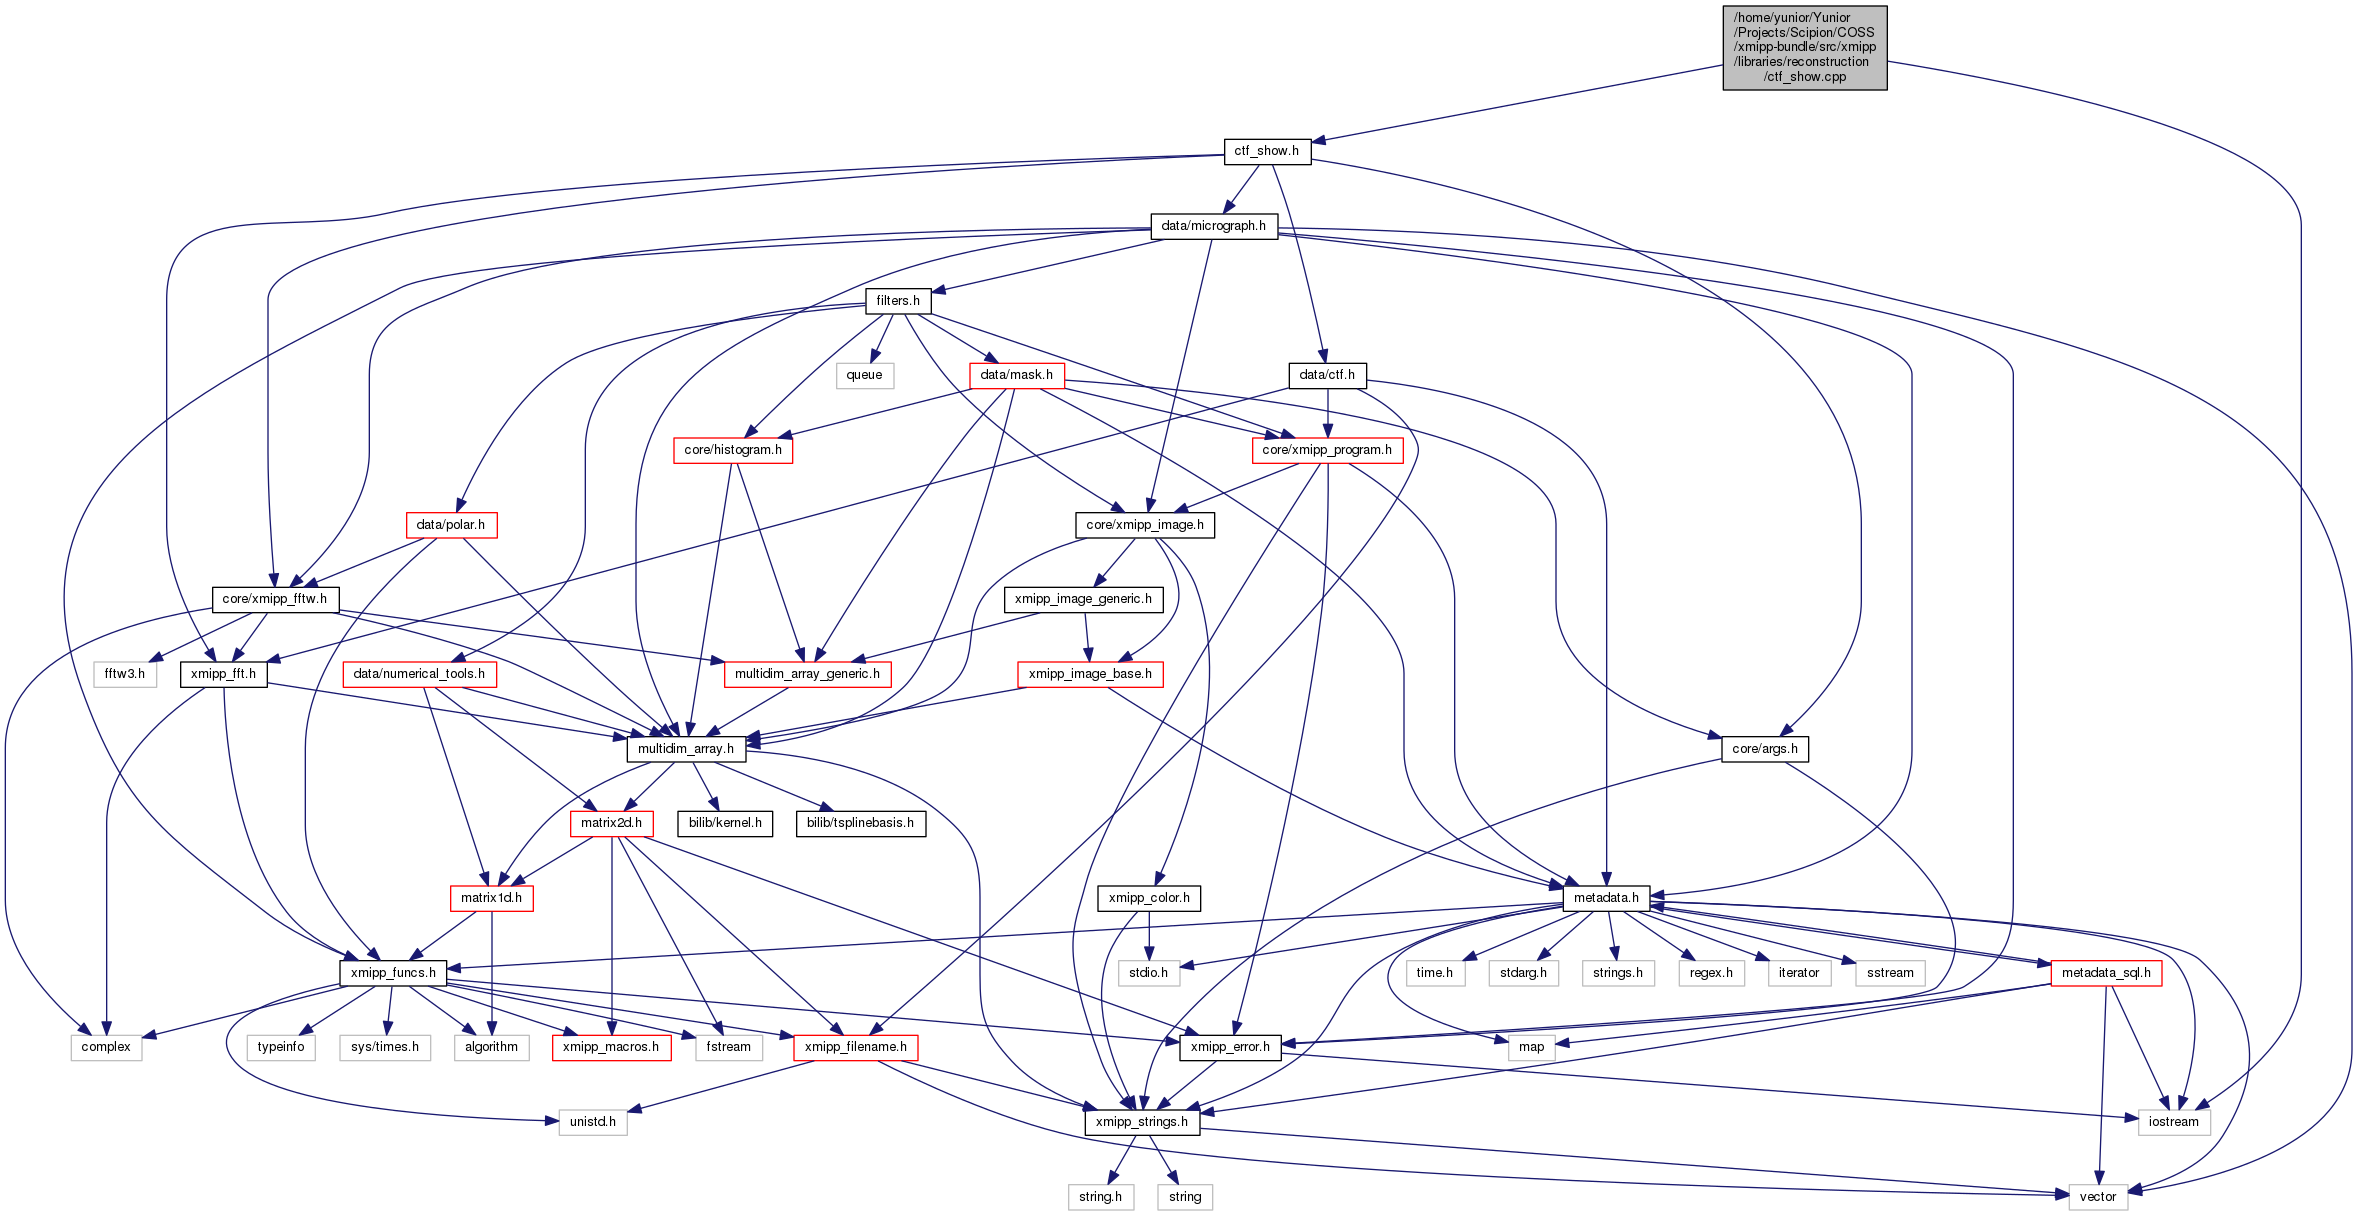 /home/yunior/Yunior
/Projects/Scipion/COSS
/xmipp-bundle/src/xmipp
/libraries/reconstruction
/ctf_show.cpp
ctf_show.h
data/micrograph.h
filters.h
queue
data/mask.h
data/ctf.h
core/histogram.h
core/xmipp_program.h
data/polar.h
core/xmipp_image.h
core/xmipp_fftw.h
xmipp_image_generic.h
fftw3.h
xmipp_fft.h
data/numerical_tools.h
multidim_array_generic.h
xmipp_image_base.h
multidim_array.h
core/args.h
matrix2d.h
bilib/kernel.h
bilib/tsplinebasis.h
matrix1d.h
xmipp_color.h
metadata.h
xmipp_funcs.h
stdio.h
time.h
stdarg.h
strings.h
regex.h
iterator
sstream
metadata_sql.h
complex
typeinfo
sys/times.h
algorithm
xmipp_macros.h
fstream
xmipp_filename.h
xmipp_error.h
map
unistd.h
xmipp_strings.h
iostream
string.h
string
vector